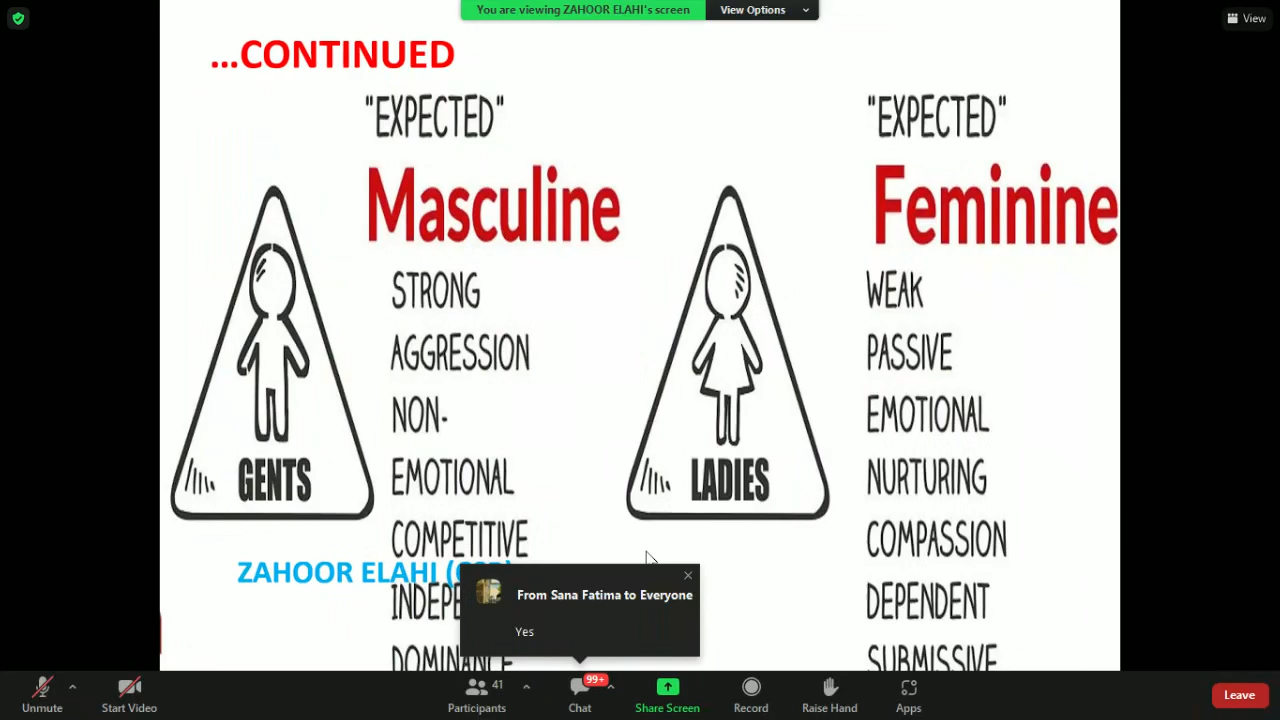 You are viewing ZAHOOR ELAHI's screen
View Options
View
...CONTINUED
"EXPECTED"
Masculine
STRONG
AGGRESSION
NON-
EMOTIONAL
COMPETITIVE
DOMINANCE
GENTS
"EXPECTED"
Feminine
WEAK
PASSIVE
EMOTIONAL
NURTURING
COMPASSION
DEPENDENT
SUBMISSIVE
LADIES
ZAHOOR ELAHI
From Sana Fatima to Everyone
Yes
Unmute
Start Video
Participants
41
Chat
99+
Share Screen
Record
Raise Hand
Apps
Leave